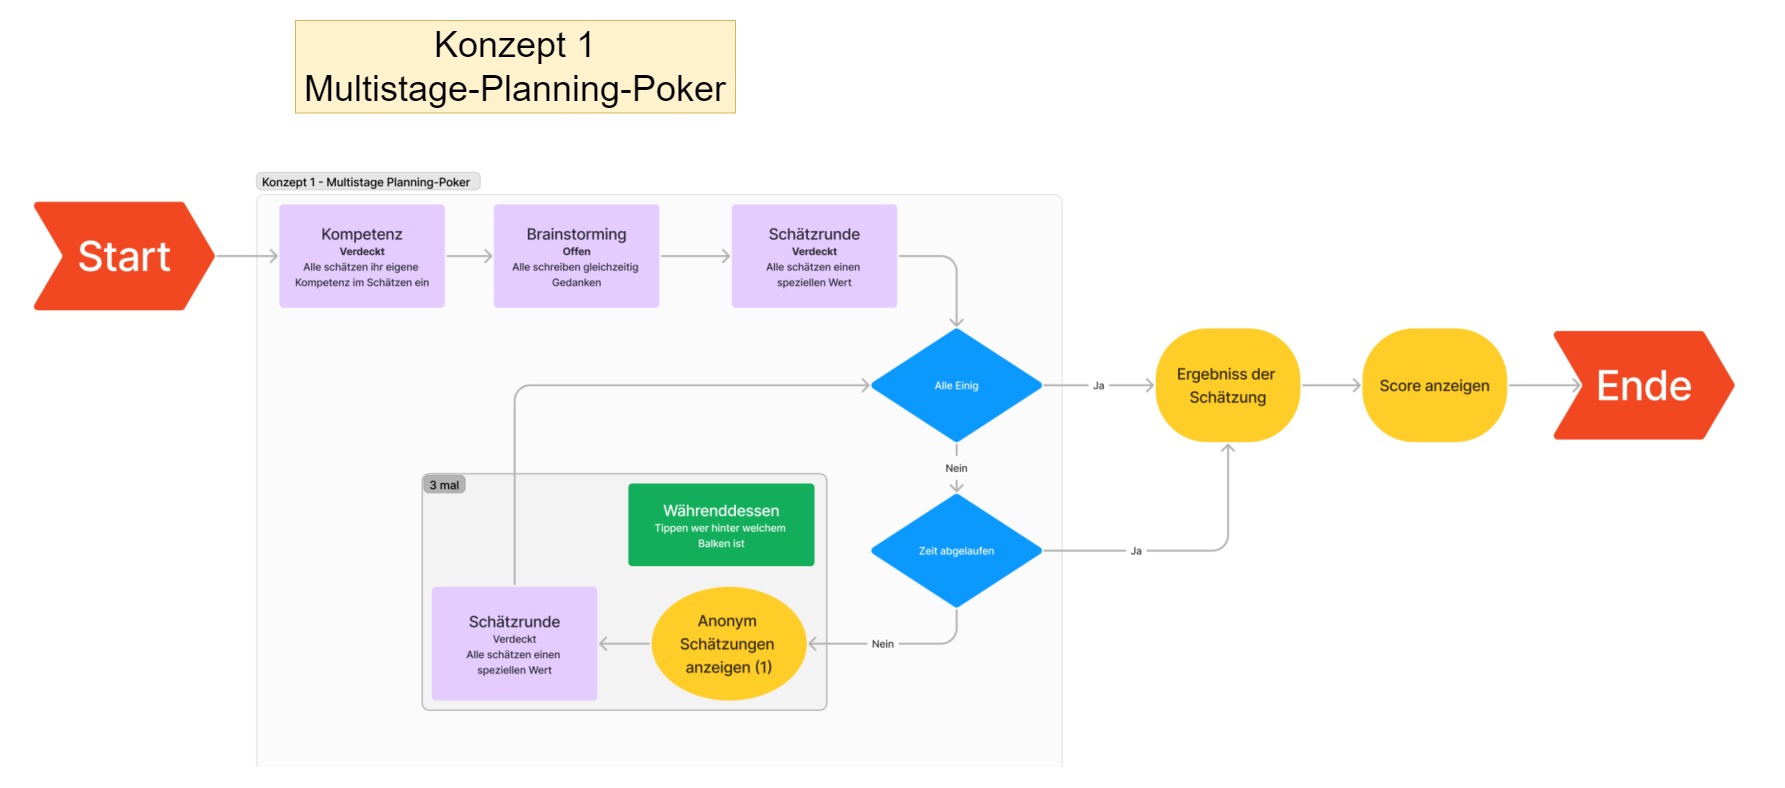 Konzept 1
Multistage-Planning-Poker
Konzept 1 - Multistage Planning-Poker
Start
Kompetenz
Verdeckt
Alle schätzen ihr eigene
Kompetenz im Schätzen ein
Brainstorming
Offen
Alle schreiben gleichzeitig
Gedanken
Schätzrunde
Verdeckt
Alle schätzen einen
speziellen Wert
Alle Einig
Ja
Ergebniss der
Schätzung
Score anzeigen
Ende
Nein
Zeit abgelaufen
Ja
Nein
3 mal
Währenddessen
Tippen wer hinter welchem
Balken ist
Anonym
Schätzungen
anzeigen (1)
Schätzrunde
Verdeckt
Alle schätzen einen
speziellen Wert